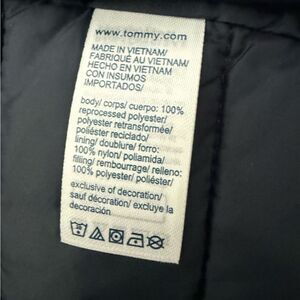 www.tommy.com
MADE IN VIETNAM/
FABRIQUÉ AU VIETNAM/
HECHO EN VIETNAM
CON INSUMOS
IMPORTADOS/
body/ corps/ cuerpo: 100%
reprocessed polyester/
polyester retransformée/
poliéster reciclado/
lining/ doublure/ forro:
100% nylon/ poliamida/
filling/ rembourrage/ relleno:
100% polyester/ poliéster/
exclusive of decoration/
sauf décoration/ excluye la
decoración